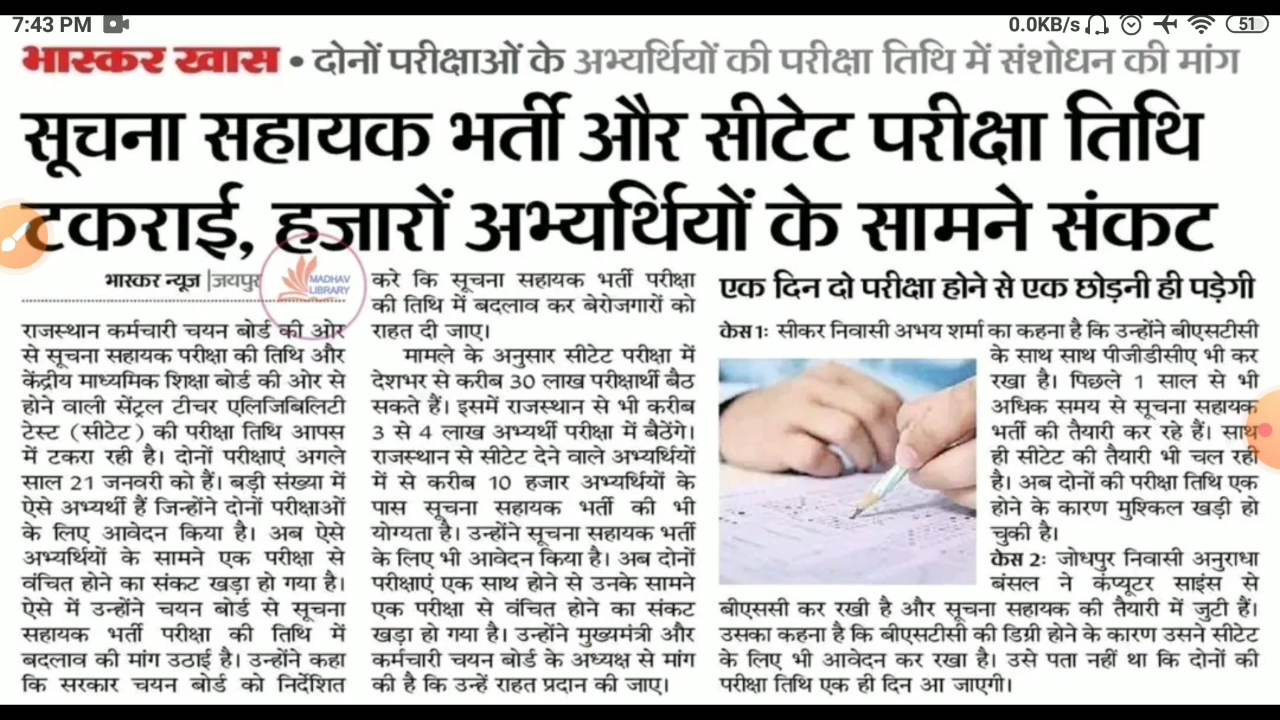 7:43 PM
0.0KB/s
51
भास्कर खास • दोनों परीक्षाओं के अभ्यर्थियों की परीक्षा तिथि में संशोधन की मांग
सूचना सहायक भर्ती और सीटेट परीक्षा तिथि
टकराई, हजारों अभ्यर्थियों के सामने संकट
भास्कर न्यूज | जयपुर
MADHAV
LIBRARY
राजस्थान कर्मचारी चयन बोर्ड की ओर
से सूचना सहायक परीक्षा की तिथि और
केंद्रीय माध्यमिक शिक्षा बोर्ड की ओर से
होने वाली सेंट्रल टीचर एलिजिबिलिटी
टेस्ट (सीटेट) की परीक्षा तिथि आपस
में टकरा रही है। दोनों परीक्षाएं अगले
साल 21 जनवरी को हैं। बड़ी संख्या में
ऐसे अभ्यर्थी हैं जिन्होंने दोनों परीक्षाओं
के लिए आवेदन किया है। अब ऐसे
अभ्यर्थियों के सामने एक परीक्षा से
वंचित होने का संकट खड़ा हो गया है।
ऐसे में उन्होंने चयन बोर्ड से सूचना
सहायक भर्ती परीक्षा की तिथि में
बदलाव की मांग उठाई है। उन्होंने कहा
कि सरकार चयन बोर्ड को निर्देशित
करे कि सूचना सहायक भर्ती परीक्षा
की तिथि में बदलाव कर बेरोजगारों को
राहत दी जाए।
मामले के अनुसार सीटेट परीक्षा में
देशभर से करीब 30 लाख परीक्षार्थी बैठ
सकते हैं। इसमें राजस्थान से भी करीब
3 से 4 लाख अभ्यर्थी परीक्षा में बैठेंगे।
राजस्थान से सीटेट देने वाले अभ्यर्थियों
में से करीब 10 हजार अभ्यर्थियों के
पास सूचना सहायक भर्ती की भी
योग्यता है। उन्होंने सूचना सहायक भर्ती
के लिए भी आवेदन किया है। अब दोनों
परीक्षाएं एक साथ होने से उनके सामने
एक परीक्षा से वंचित होने का संकट
खड़ा हो गया है। उन्होंने मुख्यमंत्री और
कर्मचारी चयन बोर्ड के अध्यक्ष से मांग
की है कि उन्हें राहत प्रदान की जाए।
एक दिन दो परीक्षा होने से एक छोड़नी ही पड़ेगी
केस 1: सीकर निवासी अभय शर्मा का कहना है कि उन्होंने बीएसटीसी
के साथ साथ पीजीडीसीए भी कर
रखा है। पिछले 1 साल से भी
अधिक समय से सूचना सहायक
भर्ती की तैयारी कर रहे हैं। साथ
ही सीटेट की तैयारी भी चल रही
है। अब दोनों की परीक्षा तिथि एक
होने के कारण मुश्किल खड़ी हो
चुकी है।
केस 2: जोधपुर निवासी अनुराधा
बंसल ने कंप्यूटर साइंस से
बीएससी कर रखी है और सूचना सहायक की तैयारी में जुटी हैं।
उसका कहना है कि बीएसटीसी की डिग्री होने के कारण उसने सीटेट
के लिए भी आवेदन कर रखा है। उसे पता नहीं था कि दोनों की
परीक्षा तिथि एक ही दिन आ जाएगी।